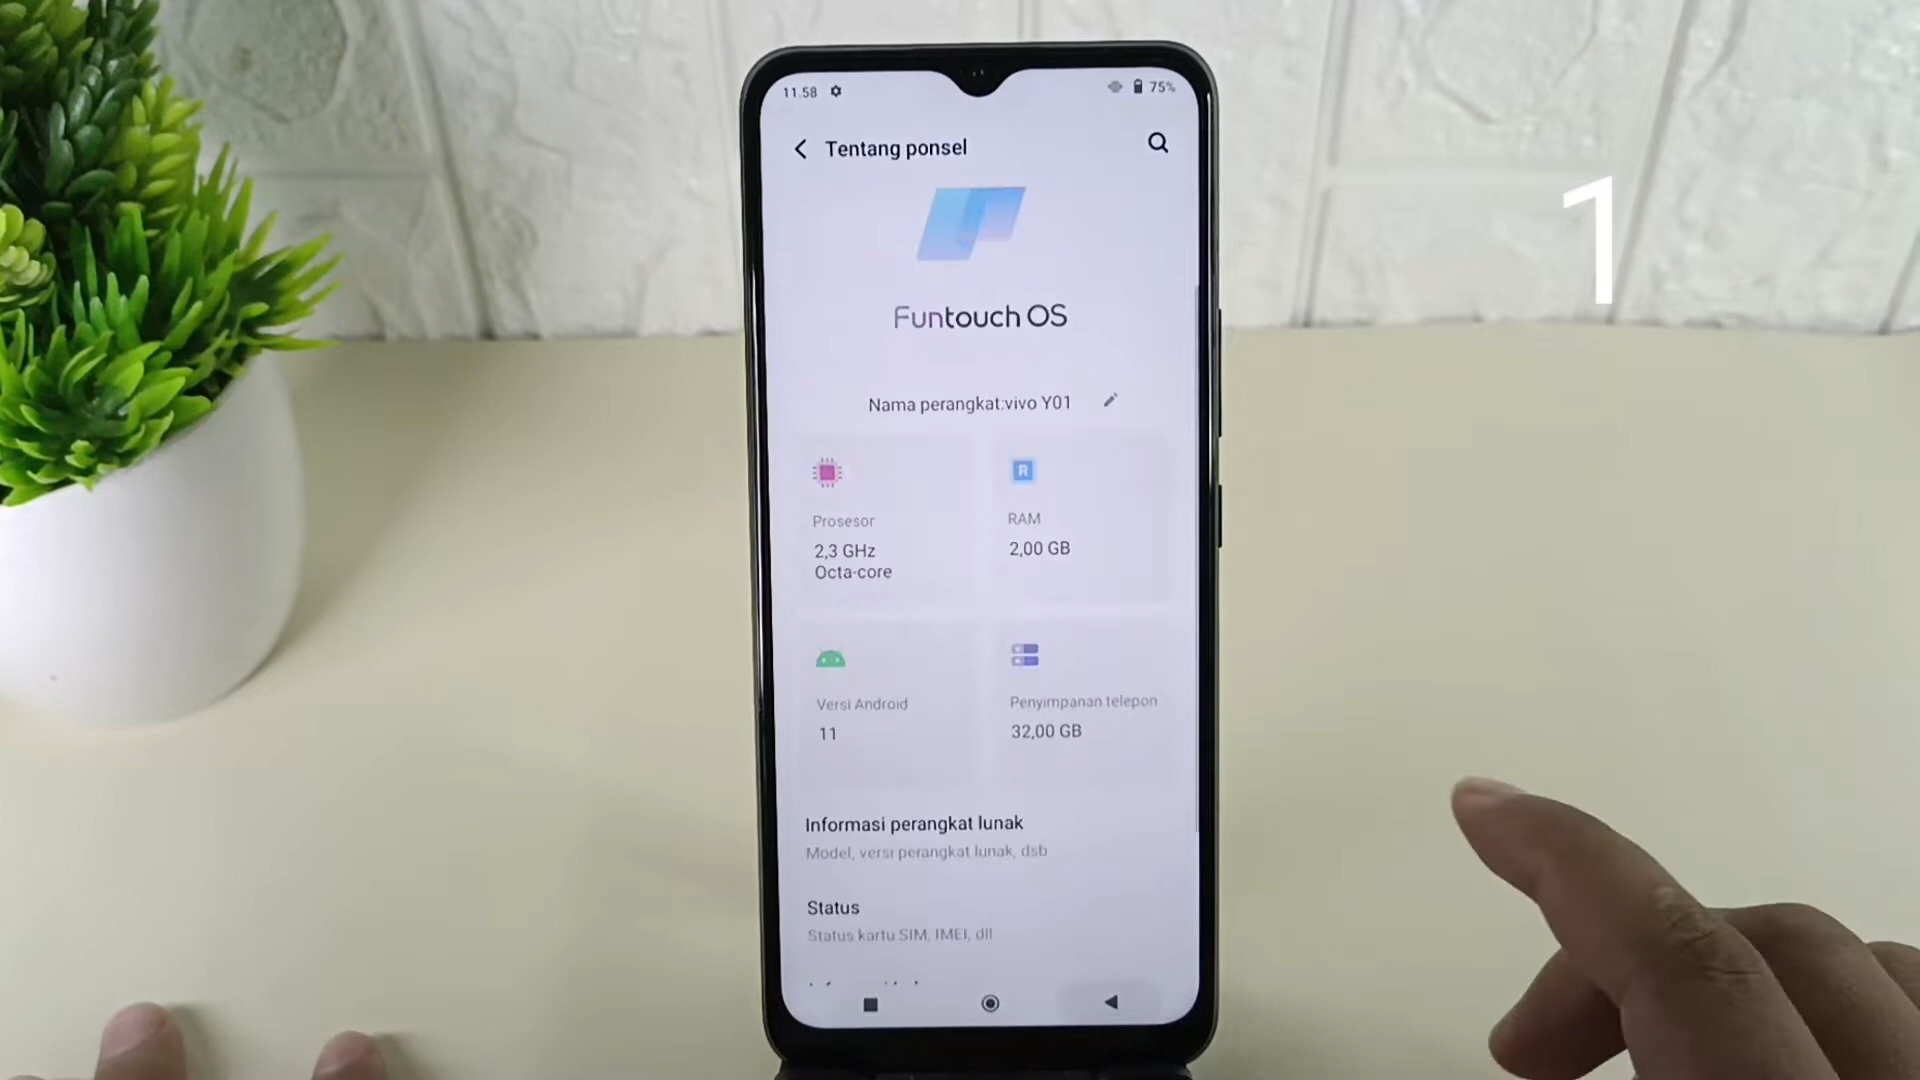 11.58
75%
Tentang ponsel
1
Funtouch OS
Nama perangkat:vivo Y01
R
Prosesor
2,3 GHz
Octa-core
RAM
2,00 GB
Versi Android
11
Penyimpanan telepon
32,00 GB
Informasi perangkat lunak
Model, versi perangkat lunak, dsb
Status
Status kartu SIM, IMEI, dll